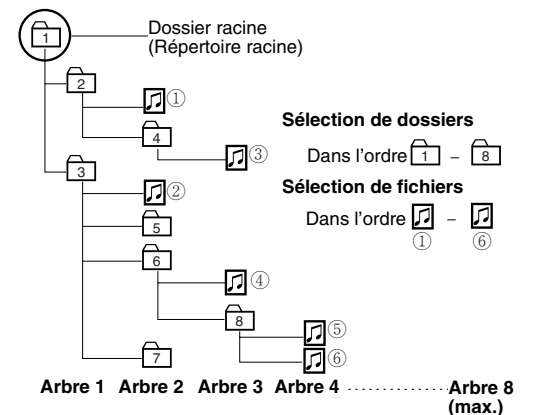 1
Dossier racine
(Répertoire racine)
2
①
Sélection de dossiers
4
③
Dans l'ordre 1 – 8
3
Sélection de fichiers
②
Dans l'ordre –
① ⑥
5
6
④
8
⑤
7
⑥
Arbre 1 Arbre 2 Arbre 3 Arbre 4 ............... Arbre 8
(max.)